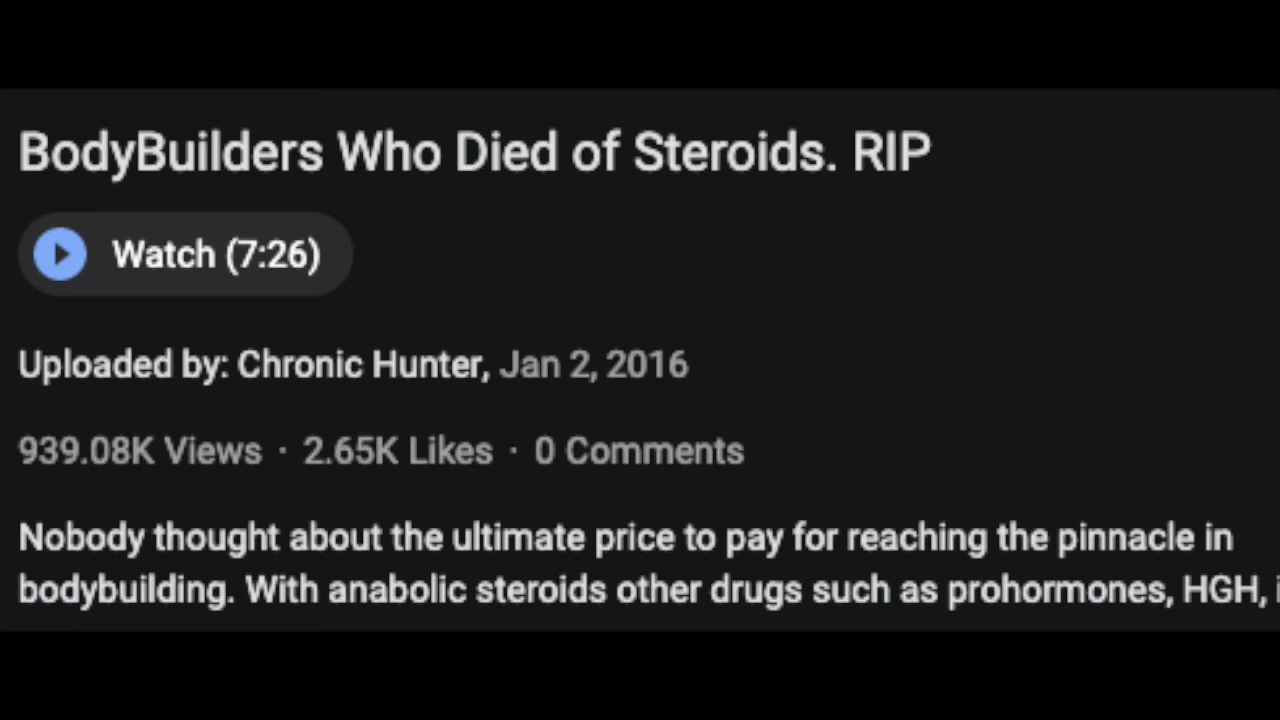 BodyBuilders Who Died of Steroids. RIP
Watch (7:26)
Uploaded by: Chronic Hunter, Jan 2, 2016
939.08K Views · 2.65K Likes · 0 Comments
Nobody thought about the ultimate price to pay for reaching the pinnacle in
bodybuilding. With anabolic steroids other drugs such as prohormones, HGH,